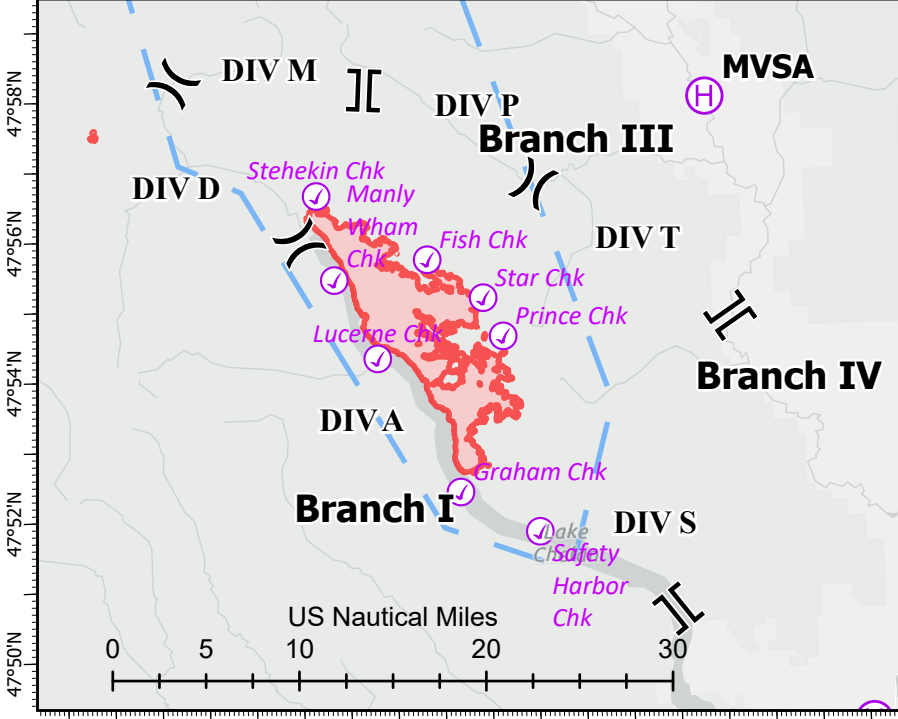 DIV M
MVSA
H
47°58'N
DIV P
Branch III
Stehekin Chk
DIV D
Manly
Wham
Chk
47°56'N
Fish Chk
DIV T
Star Chk
Prince Chk
Lucerne Chk
47°54'N
Branch IV
DIV A
Graham Chk
Branch I
47°52'N
DIV S
Lake
Safety
Harbor
Chk
US Nautical Miles
0 5 10 20 30
47°50'N